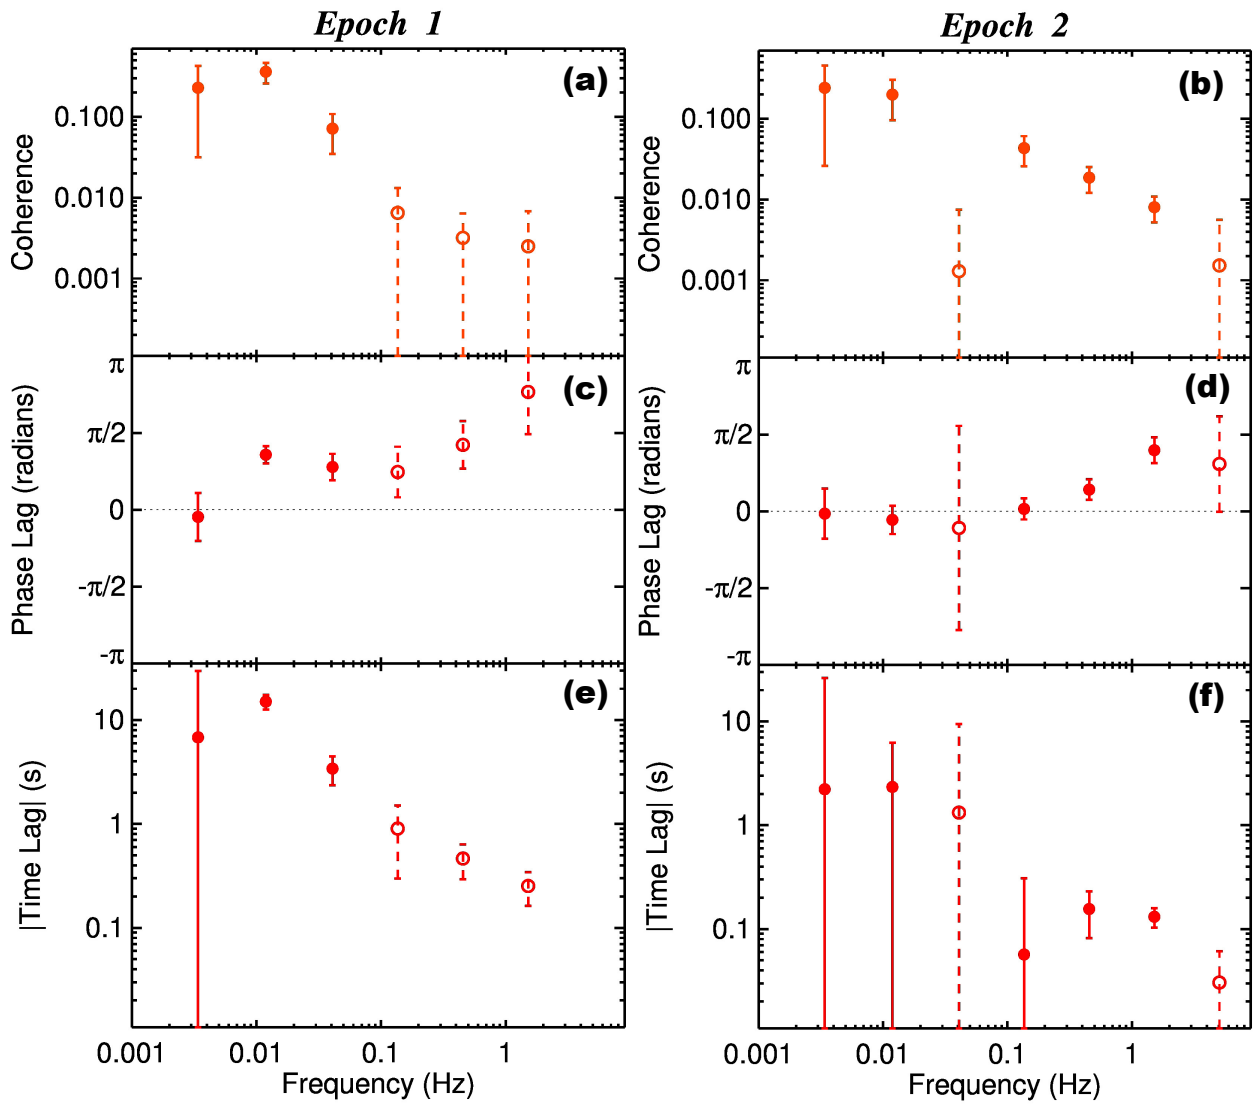 Epoch 1
Epoch 2
(a)
(b)
Coherence
0.100
0.010
0.001
Coherence
0.100
0.010
0.001
(c)
(d)
Phase Lag (radians)
π
π/2
0
-π/2
-π
Phase Lag (radians)
π
π/2
0
-π/2
-π
(e)
(f)
|Time Lag| (s)
10
1
0.1
|Time Lag| (s)
10
1
0.1
0.001 0.01 0.1 1
0.001 0.01 0.1 1
Frequency (Hz)
Frequency (Hz)